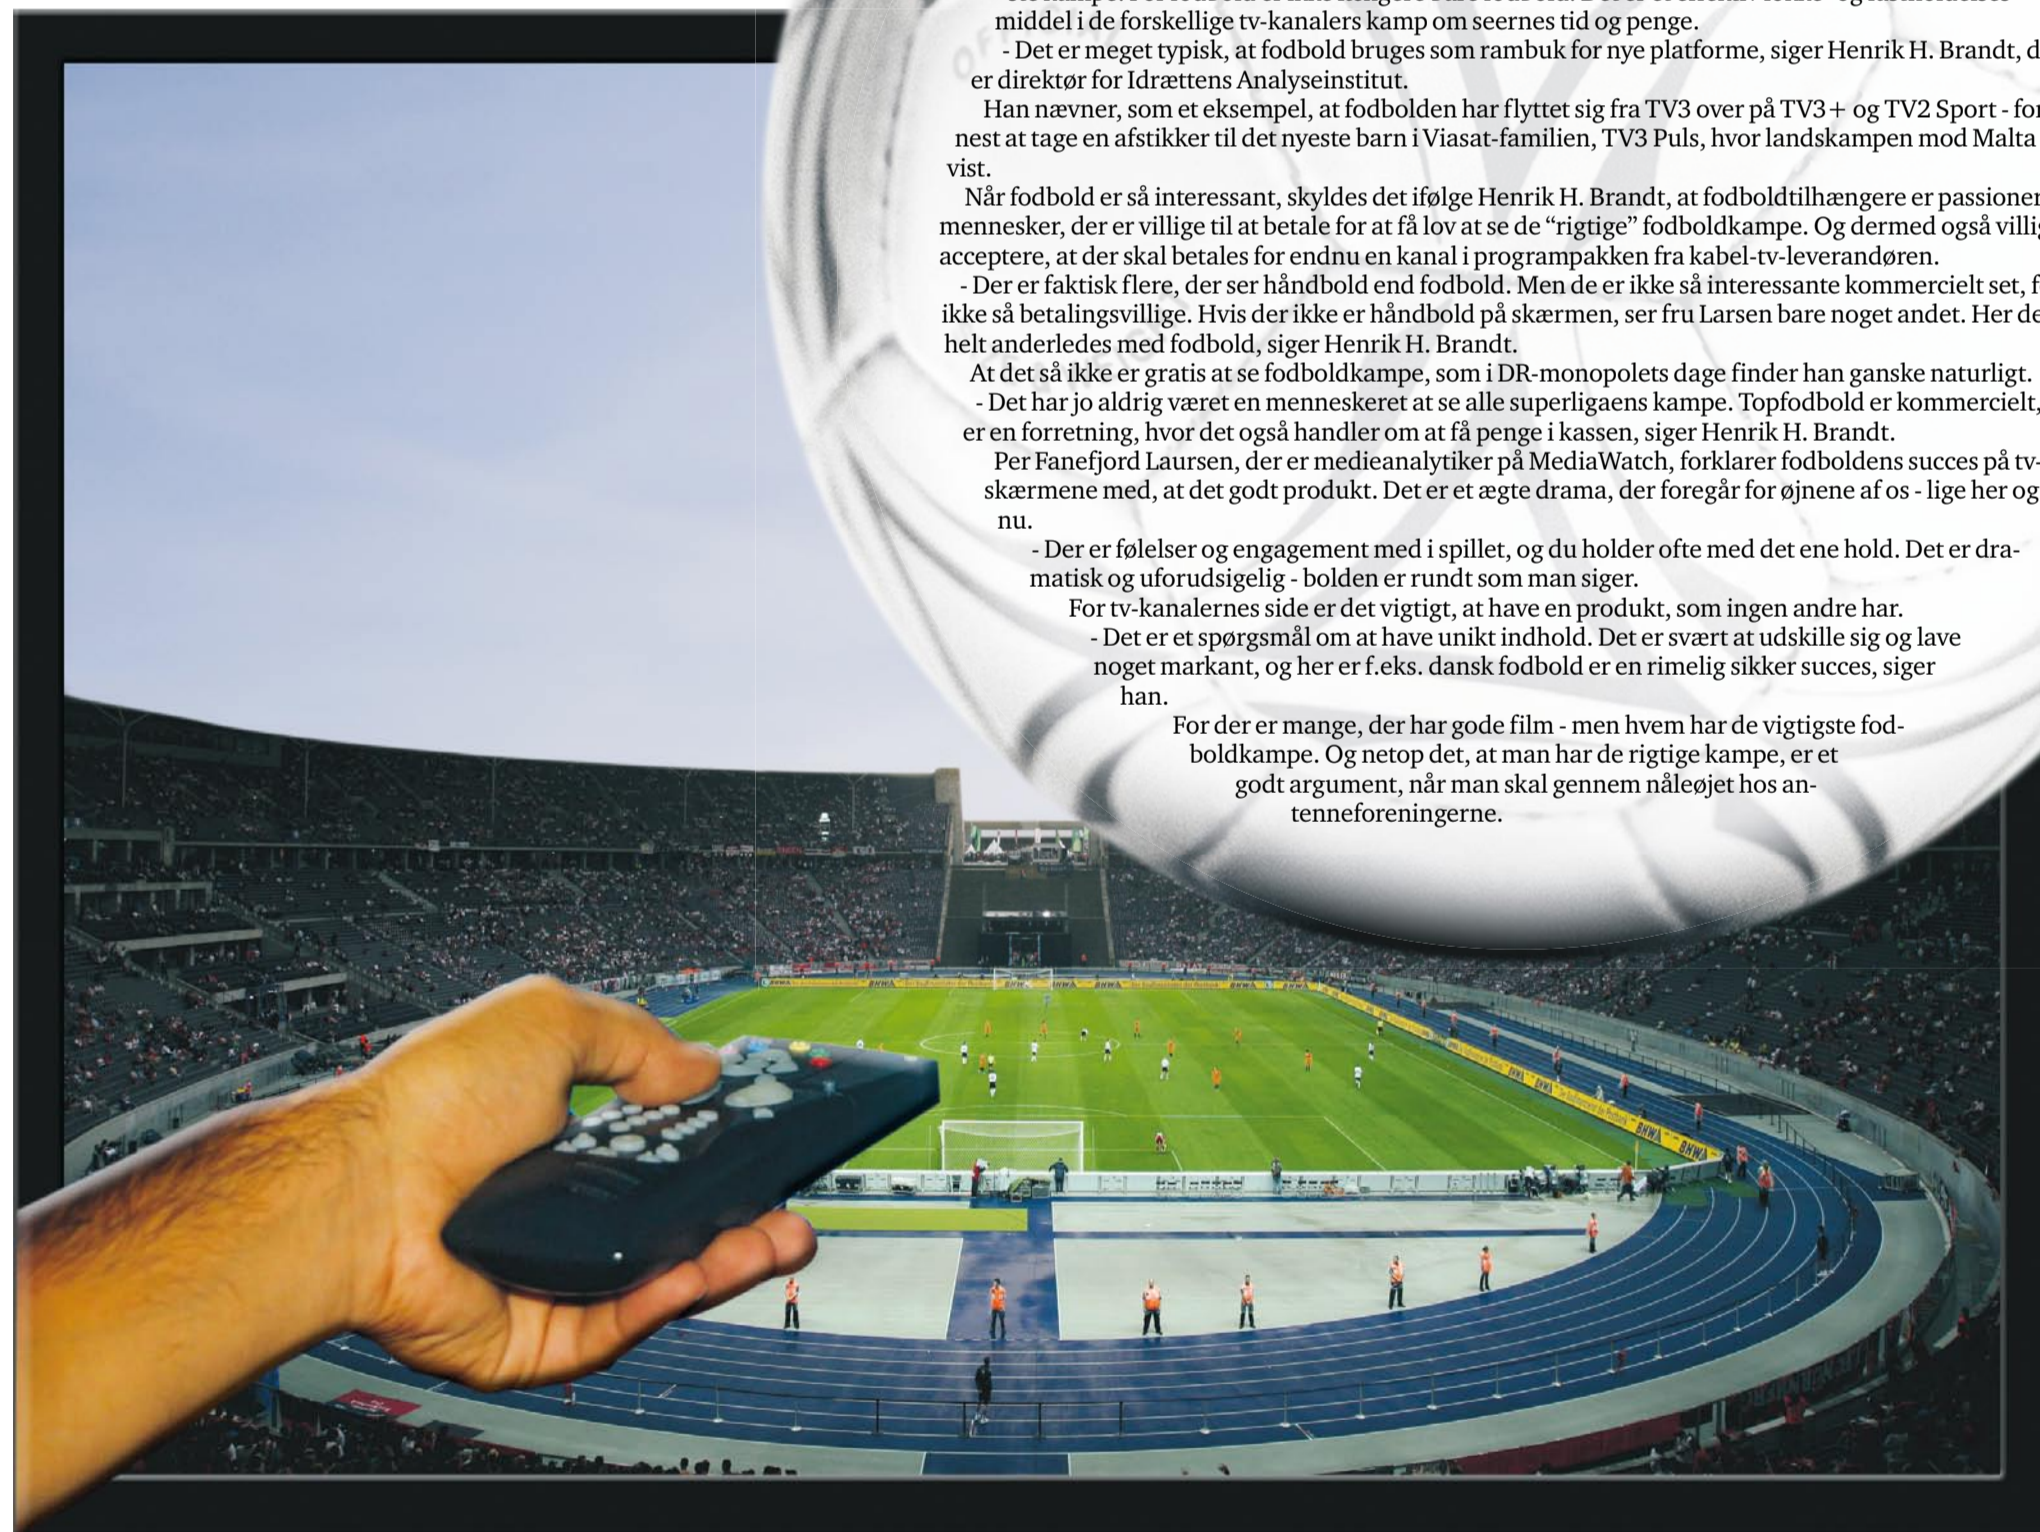 middel i de forskellige tv-kanalers kamp om seernes tid og penge.
- Det er meget typisk, at fodbold bruges som rambuk for nye platforme, siger Henrik H. Brandt, d
er direktør for Idrættens Analyseinstitut.
Han nævner, som et eksempel, at fodbolden har flyttet sig fra TV3 over på TV3+ og TV2 Sport - for
nest at tage en afstikker til det nyeste barn i Viasat-familien, TV3 Puls, hvor landskampen mod Malta
vist.
Når fodbold er så interessant, skyldes det ifølge Henrik H. Brandt, at fodboldtilhængere er passioner
mennesker, der er villige til at betale for at få lov at se de “rigtige” fodboldkampe. Og dermed også villig
acceptere, at der skal betales for endnu en kanal i programpakken fra kabel-tv-leverandøren.
- Der er faktisk flere, der ser håndbold end fodbold. Men de er ikke så interessante kommercielt set, f
ikke så betalingsvillige. Hvis der ikke er håndbold på skærmen, ser fru Larsen bare noget andet. Her de
helt anderledes med fodbold, siger Henrik H. Brandt.
At det så ikke er gratis at se fodboldkampe, som i DR-monopolets dage finder han ganske naturligt.
- Det har jo aldrig været en menneskeret at se alle superligaens kampe. Topfodbold er kommercielt,
er en forretning, hvor det også handler om at få penge i kassen, siger Henrik H. Brandt.
Per Fanefjord Laursen, der er medieanalytiker på MediaWatch, forklarer fodboldens succes på tv-
skærmene med, at det godt produkt. Det er et ægte drama, der foregår for øjnene af os - lige her og
nu.
- Der er følelser og engagement med i spillet, og du holder ofte med det ene hold. Det er dra-
matisk og uforudsigelig - bolden er rundt som man siger.
For tv-kanalernes side er det vigtigt, at have en produkt, som ingen andre har.
- Det er et spørgsmål om at have unikt indhold. Det er svært at udskille sig og lave
noget markant, og her er f.eks. dansk fodbold er en rimelig sikker succes, siger
han.
For der er mange, der har gode film - men hvem har de vigtigste fod-
boldkampe. Og netop det, at man har de rigtige kampe, er et
godt argument, når man skal gennem nåleøjet hos an-
tenneforeningerne.
OFFICIAL
BHWA
BHWA
BHWA
BHWA
BHWA
BHWA
BHWA
BHWA
BHWA
BHWA